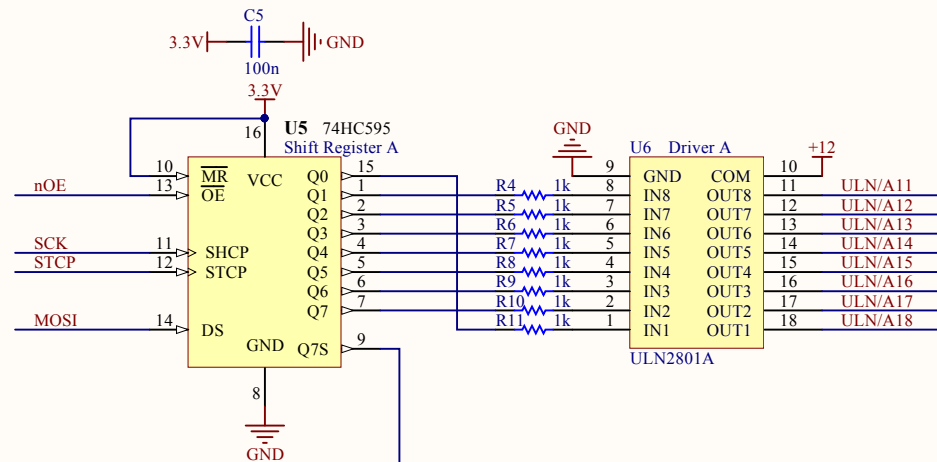 C5
3.3V
GND
100n
3.3V
16
U5 74HC595
Shift Register A
10
MR
VCC
Q0
15
nOE
13
OE
Q1
1
Q2
2
Q3
3
SCK
11
SHCP
Q4
4
STCP
12
STCP
Q5
5
Q6
6
Q7
7
MOSI
14
DS
GND
Q7S
9
8
GND
R4 1k
R5 1k
R6 1k
R7 1k
R8 1k
R9 1k
R10 1k
R11 1k
GND
U6 Driver A
+12
9 GND COM 10
8 IN8 OUT8 11 ULN/A11
7 IN7 OUT7 12 ULN/A12
6 IN6 OUT6 13 ULN/A13
5 IN5 OUT5 14 ULN/A14
4 IN4 OUT4 15 ULN/A15
3 IN3 OUT3 16 ULN/A16
2 IN2 OUT2 17 ULN/A17
1 IN1 OUT1 18 ULN/A18
ULN2801A